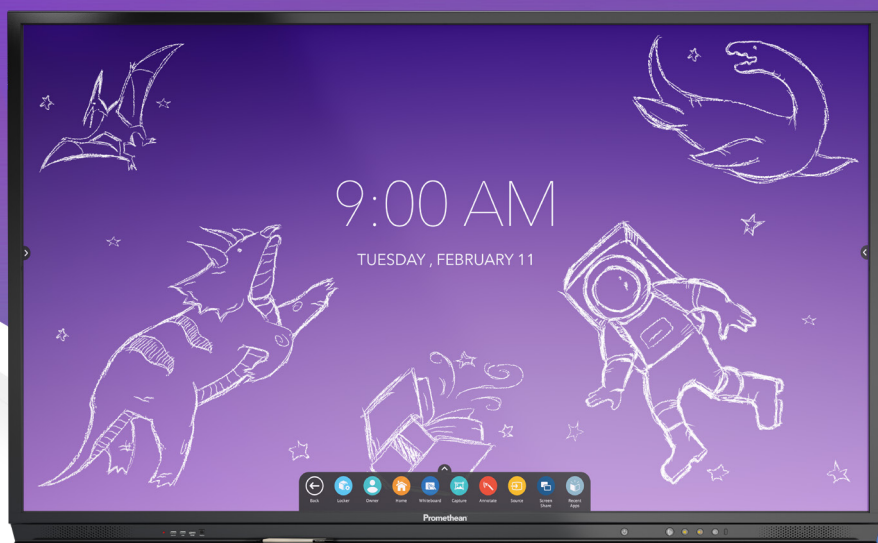 9:00 AM
TUESDAY , FEBRUARY 11
Back
Locker
Owner
Home
Whiteboard
Capture
Annotate
Source
Screen
Share
Recent
Apps
Promethean